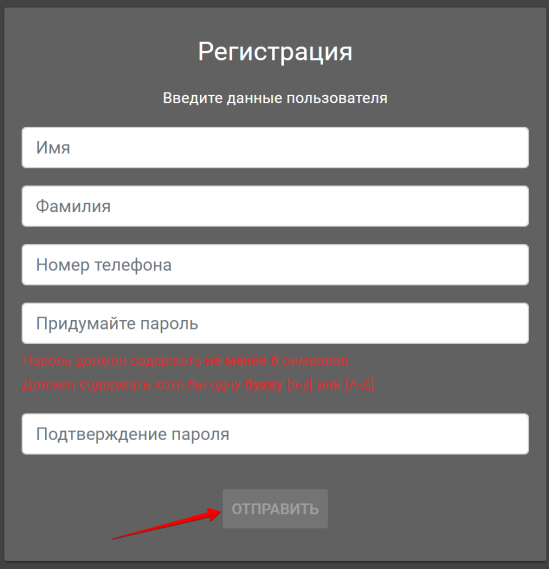 Регистрация
Введите данные пользователя
Имя
Фамилия
Номер телефона
Придумайте пароль
Пароль должен содержать не менее 6 символов
Должен содержать хотя бы одну букву [a-z] или [A-Z]
Подтверждение пароля
ОТПРАВИТЬ